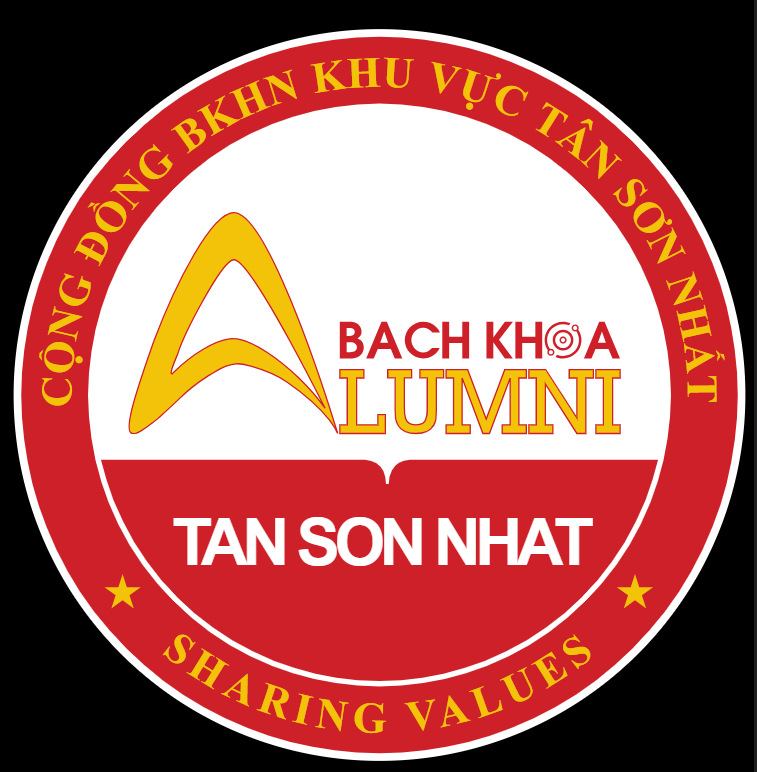 CỘNG ĐỒNG BKHN KHU VỰC TÂN SƠN NHẤT
BACH KHOA
ALUMNI
TAN SON NHAT
SHARING VALUES